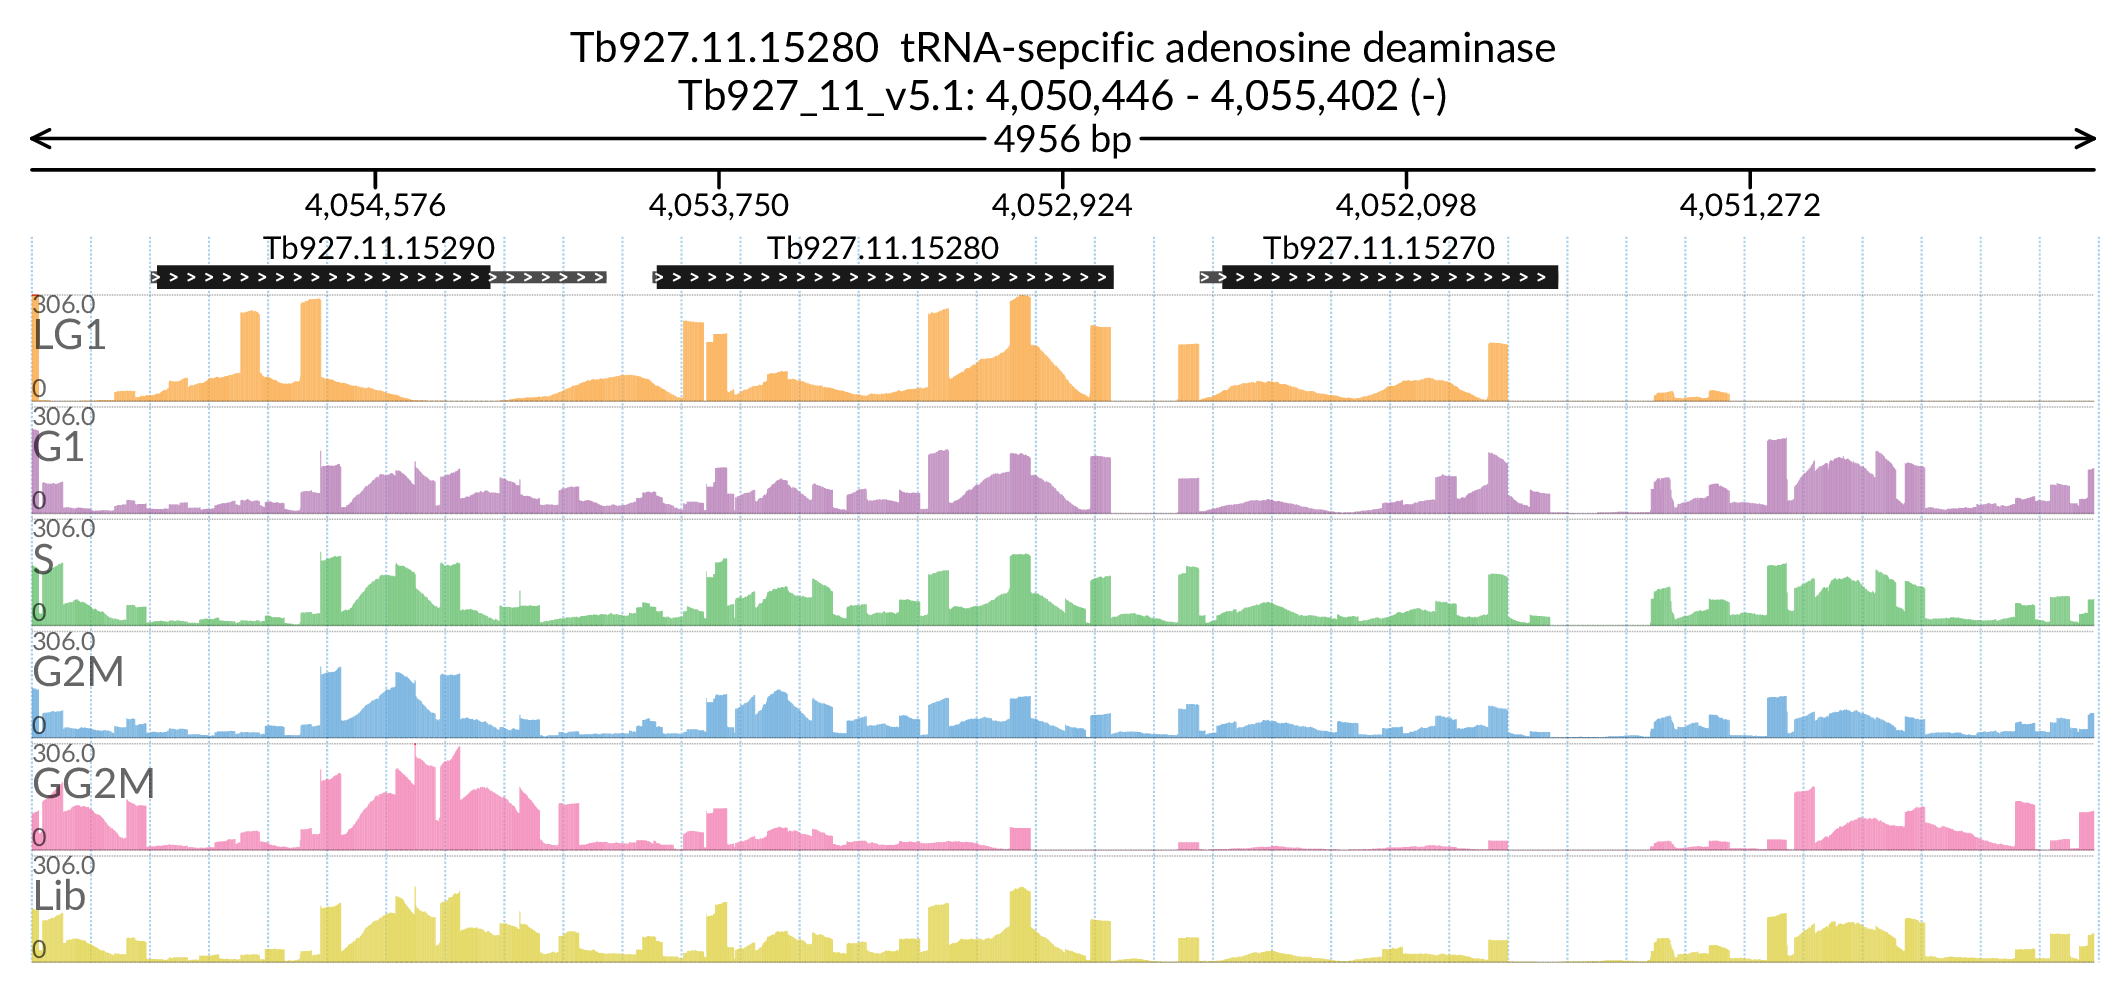 Tb927.11.15280  tRNA-sepcific adenosine deaminase
Tb927_11_v5.1: 4,050,446 - 4,055,402 (-)
4956 bp
4,054,576 4,053,750 4,052,924 4,052,098 4,051,272
Tb927.11.15290 Tb927.11.15280 Tb927.11.15270
306.0
LG1
0
306.0
G1
0
306.0
S
0
306.0
G2M
0
306.0
GG2M
0
306.0
Lib
0